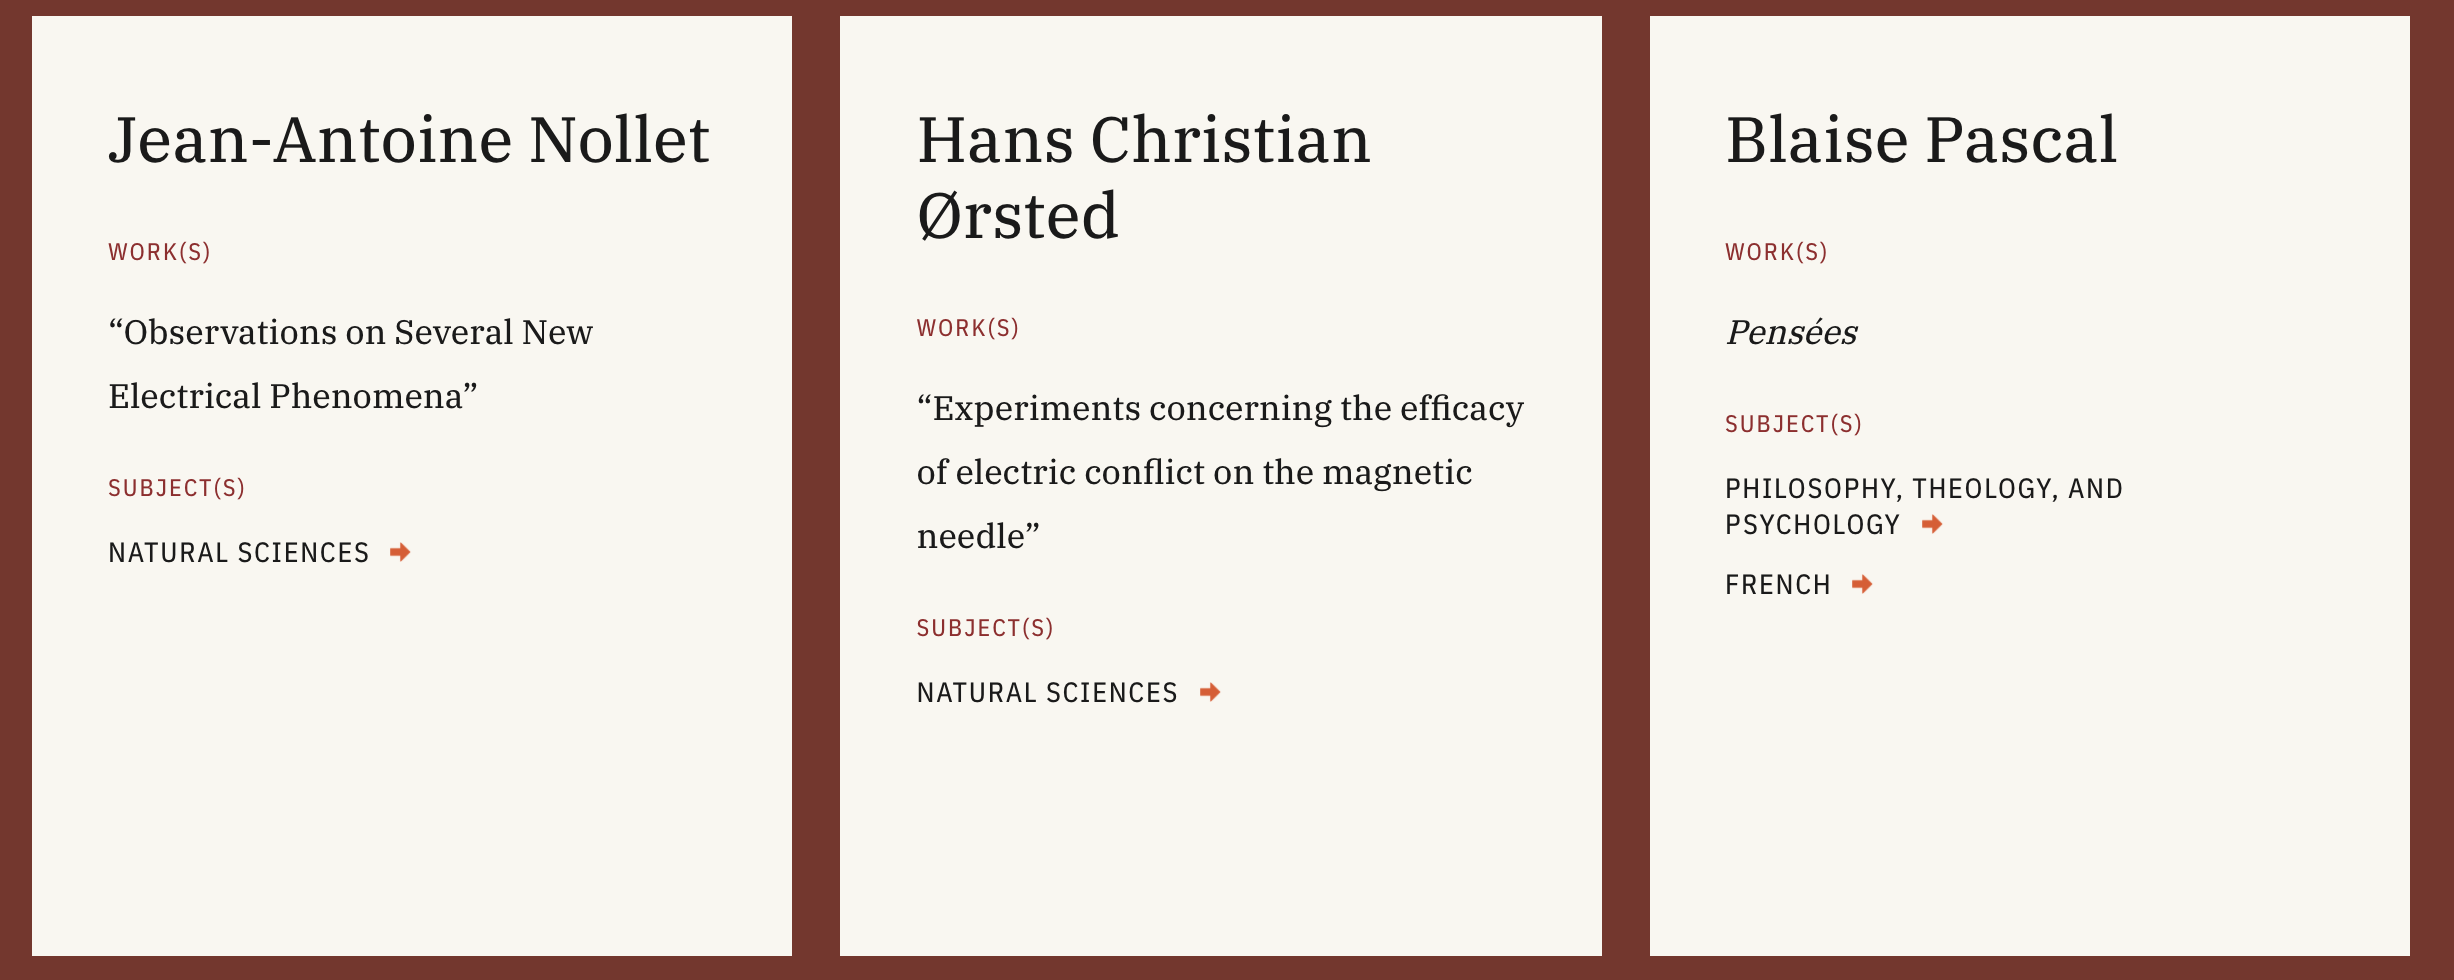 Jean-Antoine Nollet
WORK(S)
“Observations on Several New
Electrical Phenomena”
SUBJECT(S)
NATURAL SCIENCES
Hans Christian
Ørsted
WORK(S)
“Experiments concerning the efficacy
of electric conflict on the magnetic
needle”
SUBJECT(S)
NATURAL SCIENCES
Blaise Pascal
WORK(S)
Pensées
SUBJECT(S)
PHILOSOPHY, THEOLOGY, AND
PSYCHOLOGY
FRENCH